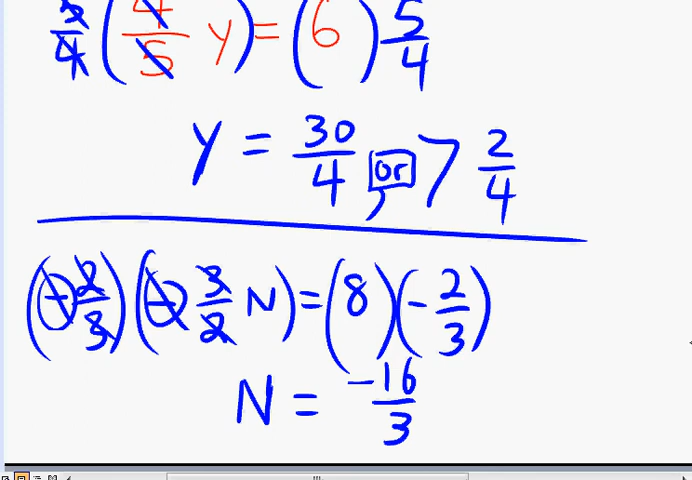 5/4 (4/5 y) = (6) 5/4
y = 30/4 or 7 2/4
(-2/3)(-3/2 N) = (8)(-2/3)
N = -16/3